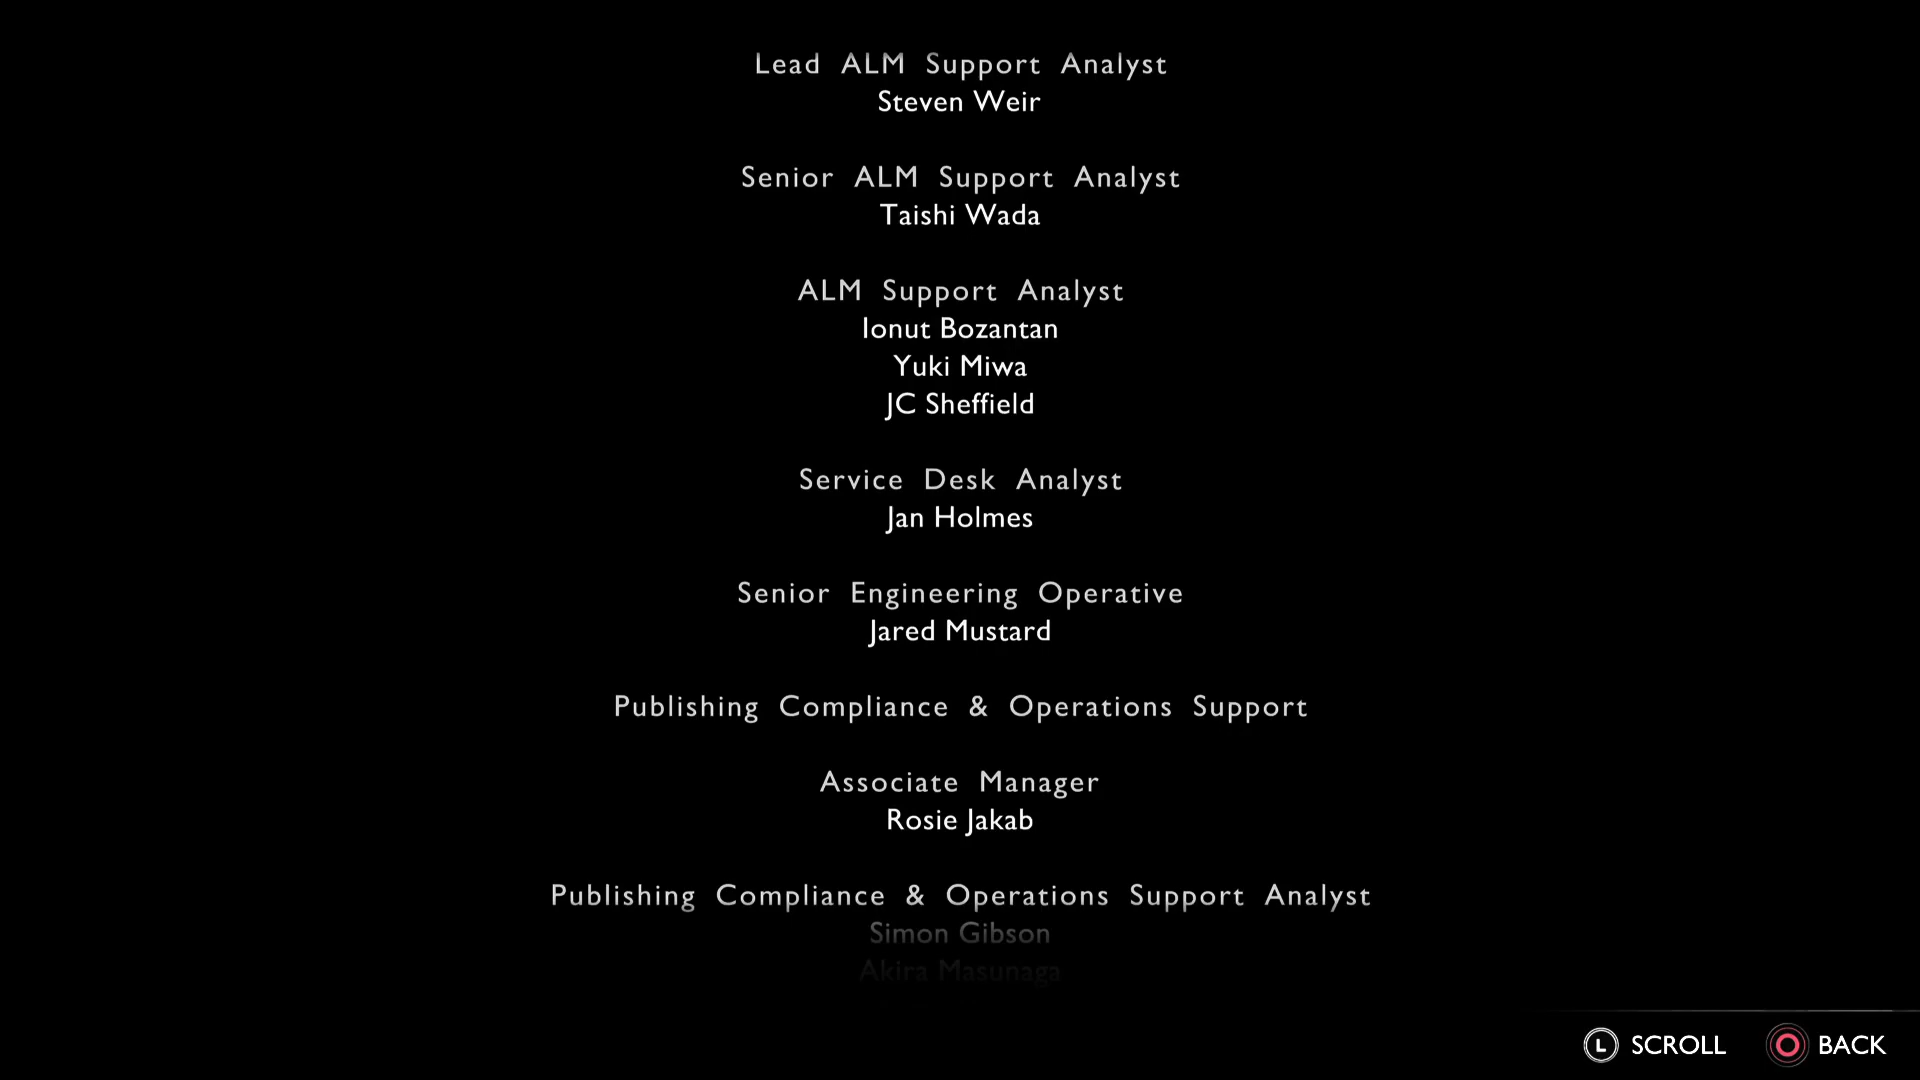 Lead ALM Support Analyst
Steven Weir
Senior ALM Support Analyst
Taishi Wada
ALM Support Analyst
Ionut Bozantan
Yuki Miwa
JC Sheffield
Service Desk Analyst
Jan Holmes
Senior Engineering Operative
Jared Mustard
Publishing Compliance & Operations Support
Associate Manager
Rosie Jakab
Publishing Compliance & Operations Support Analyst
Simon Gibson
Akira Masunaga
L SCROLL
BACK